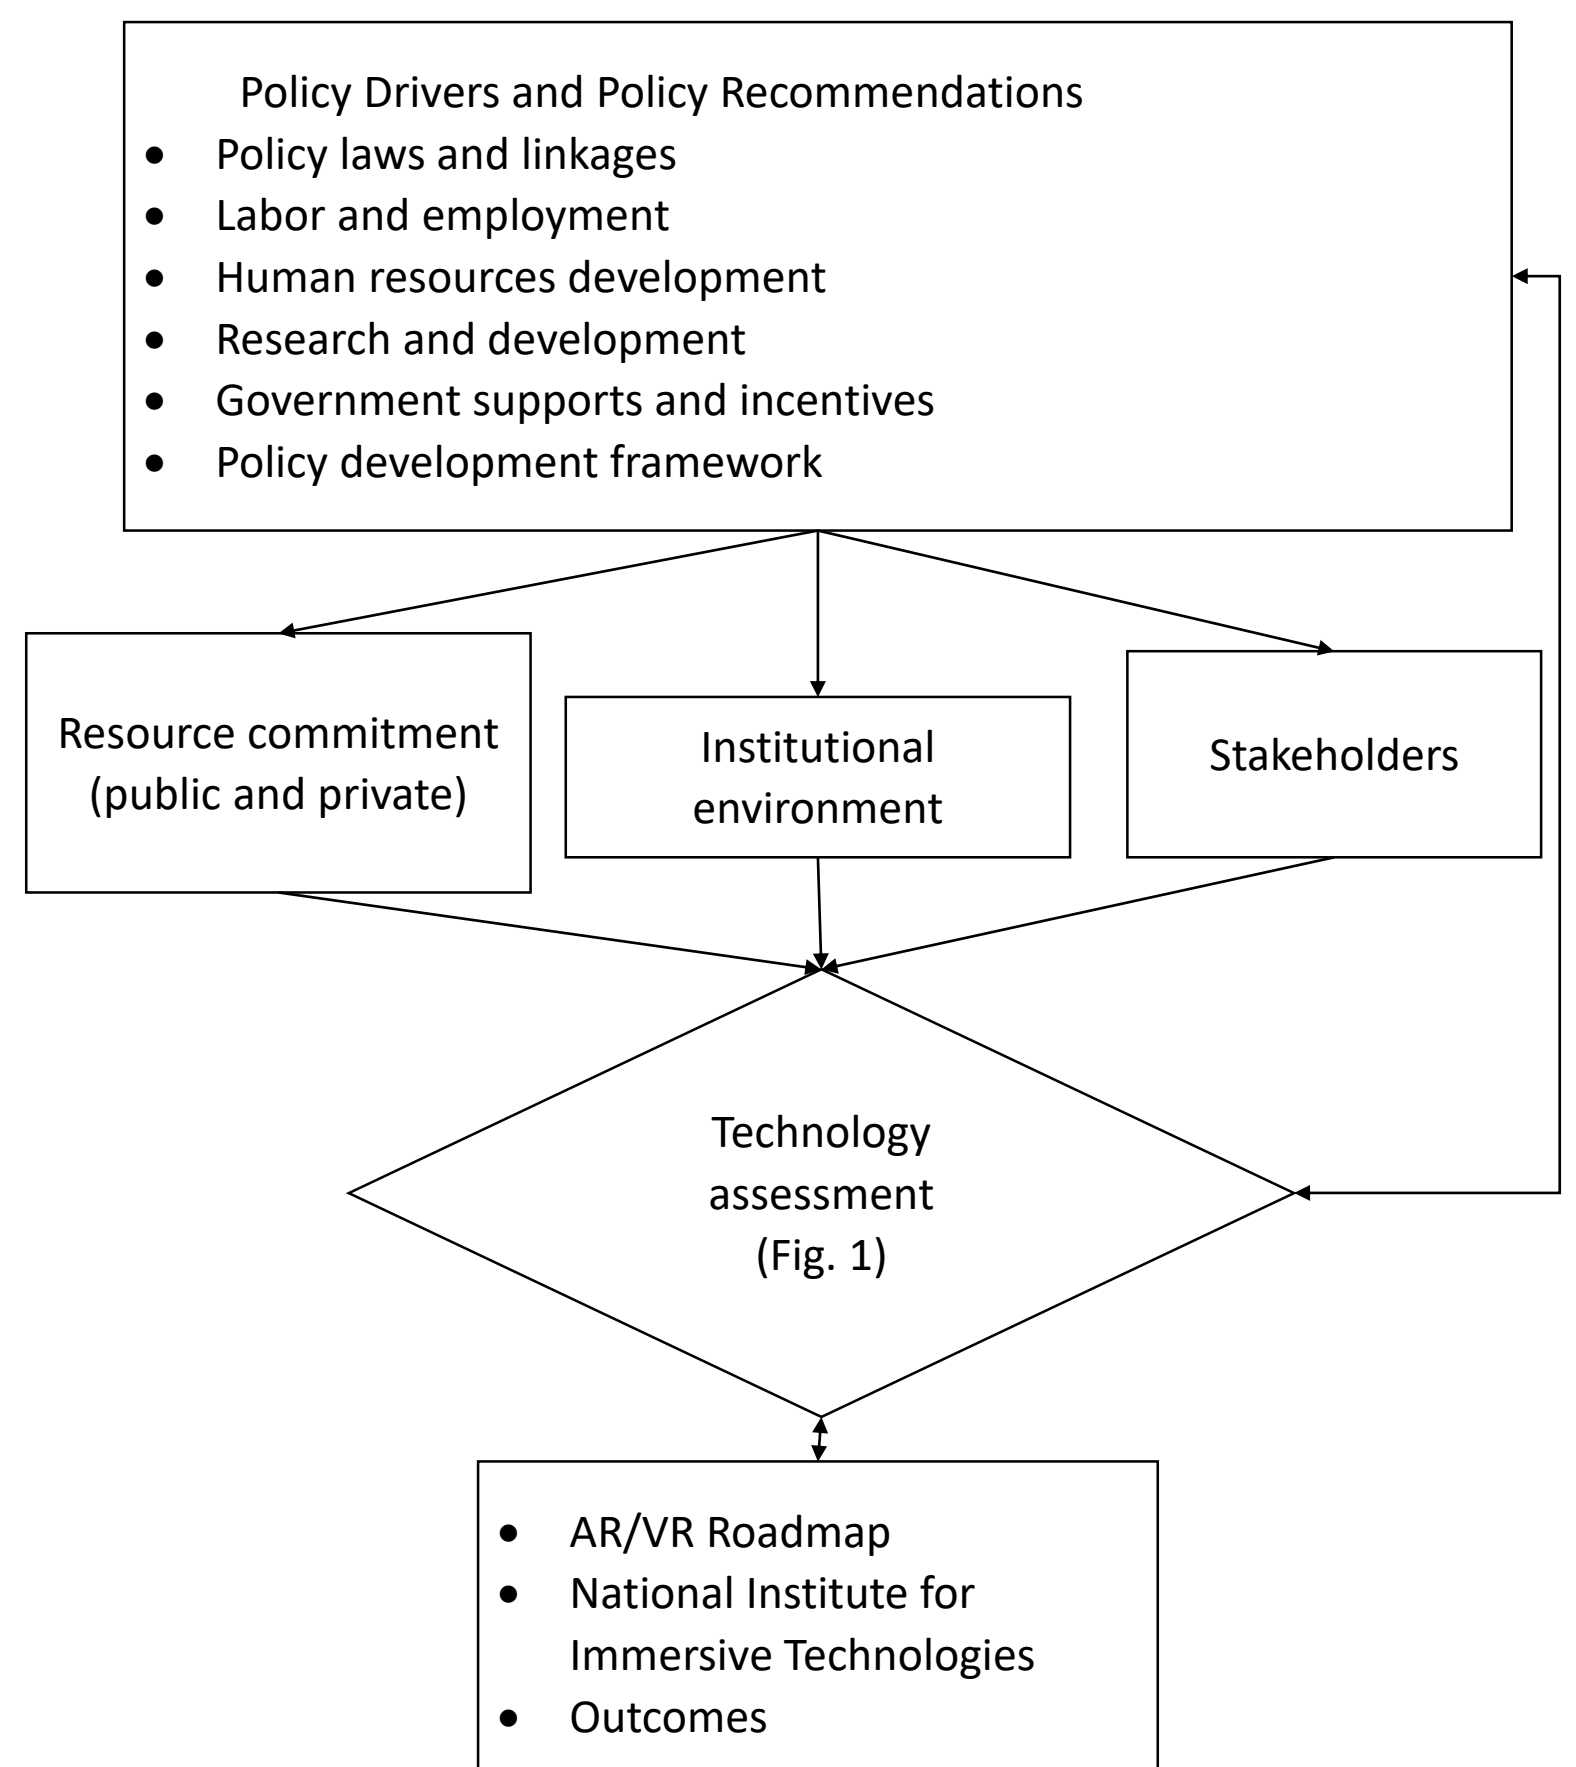 Policy Drivers and Policy Recommendations
• Policy laws and linkages
• Labor and employment
• Human resources development
• Research and development
• Government supports and incentives
• Policy development framework
Resource commitment
(public and private)
Institutional
environment
Stakeholders
Technology
assessment
(Fig. 1)
• AR/VR Roadmap
• National Institute for
Immersive Technologies
• Outcomes